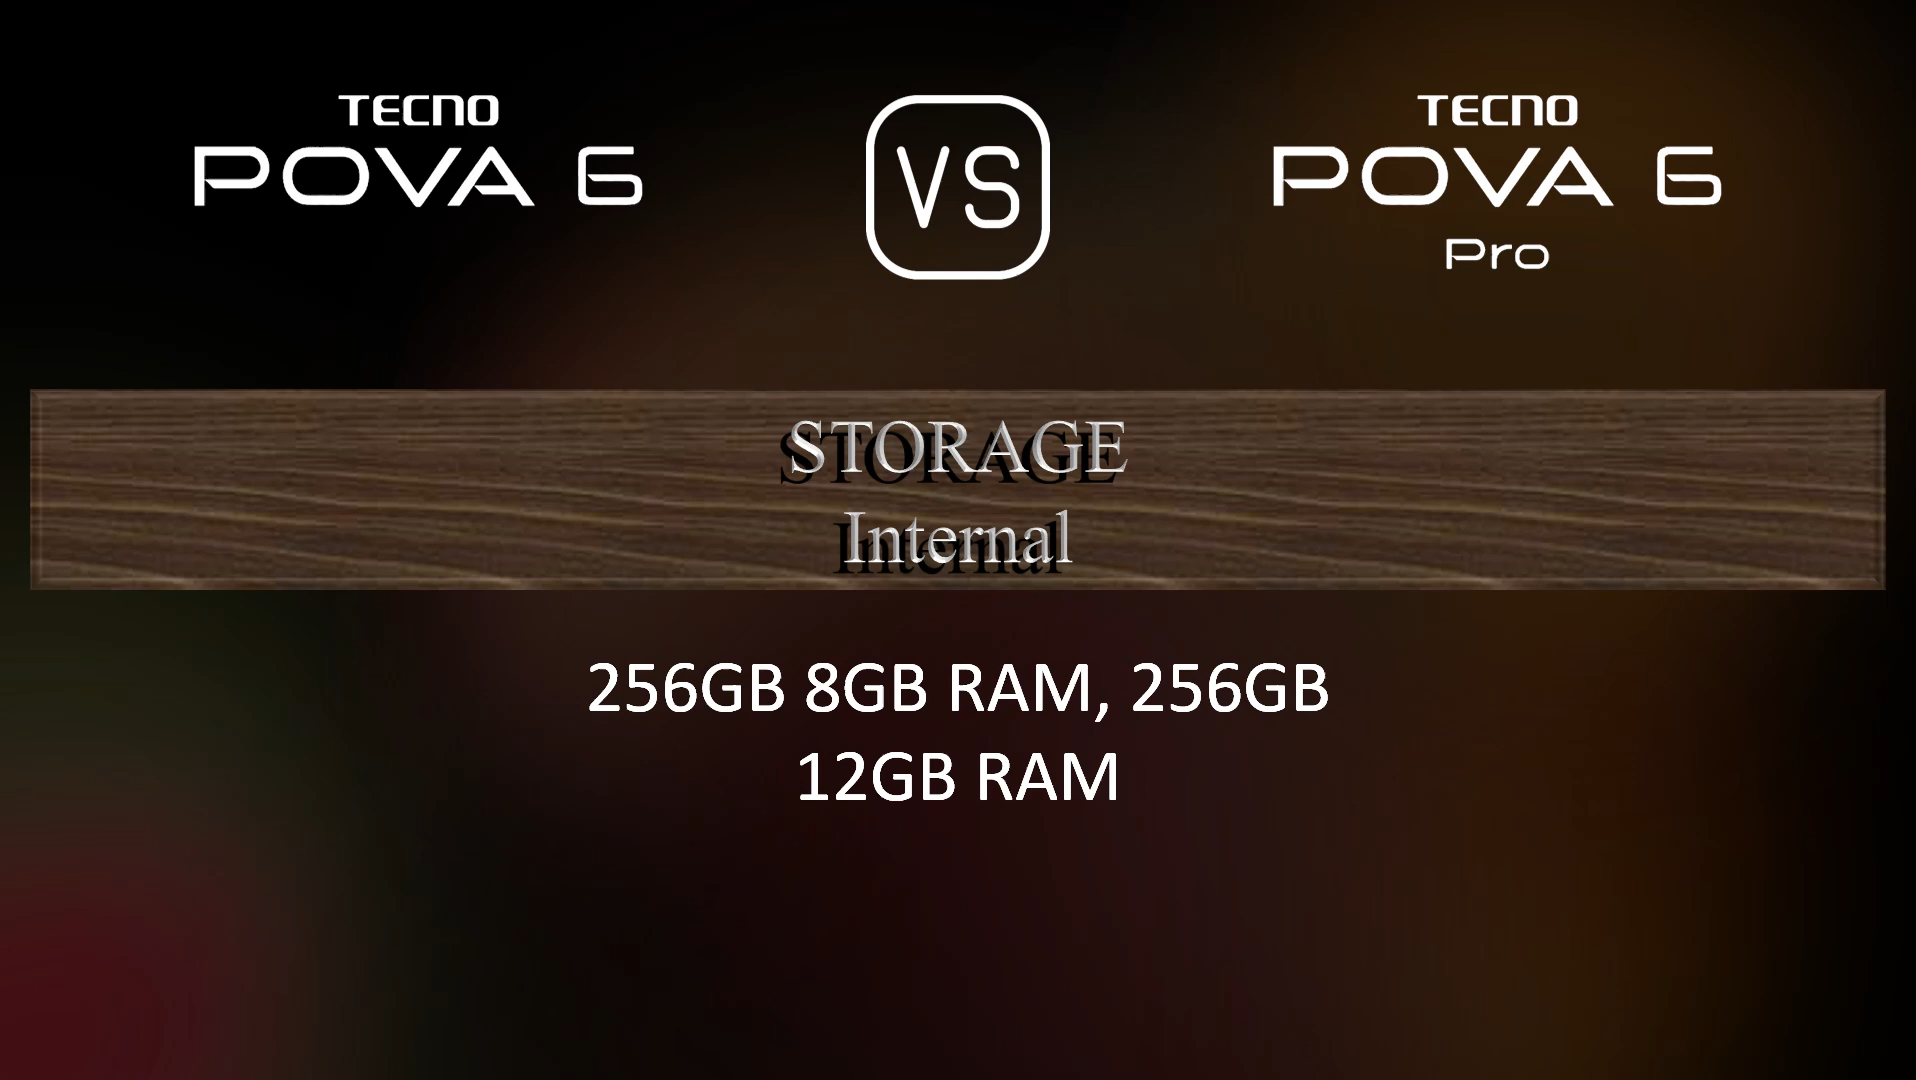 TECNO
POVA 6
VS
TECNO
POVA 6
Pro
STORAGE
Internal
256GB 8GB RAM, 256GB
12GB RAM